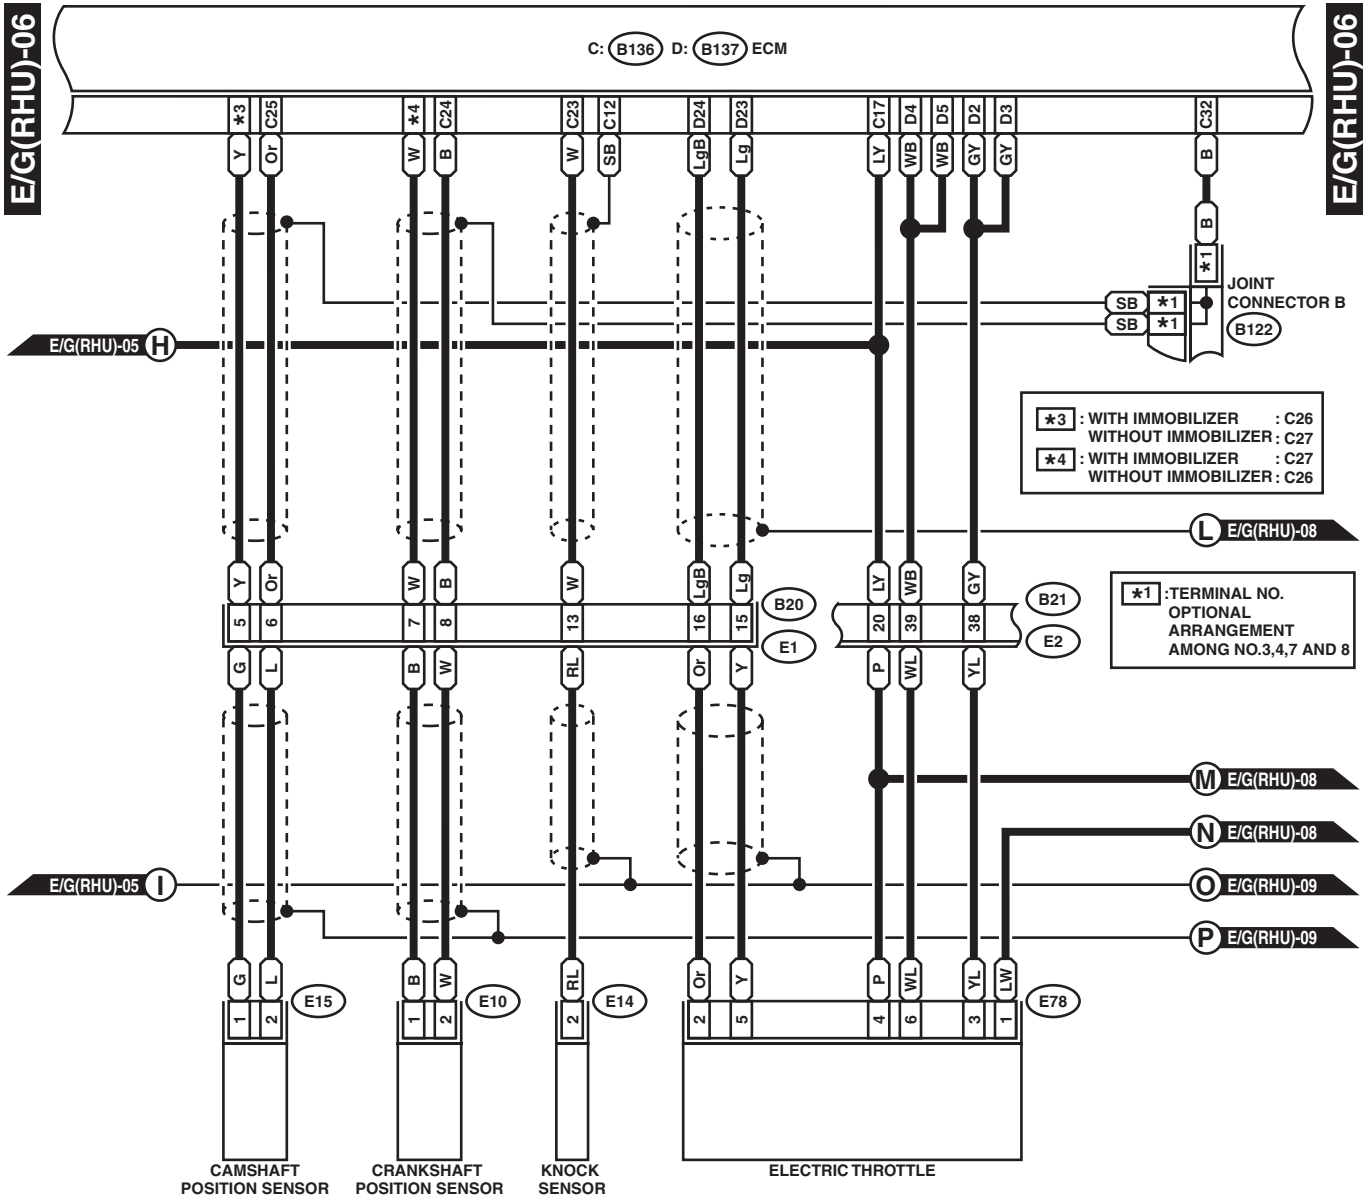 E/G(RHU)-06
E/G(RHU)-06
C: B136 D: B137 ECM
*3 C25 *4 C24 C23 C12 D24 D23 C17 D4 D5 D2 D3 C32
Y Or W B W SB LgB Lg LY WB WB GY GY B
B
*1
JOINT
CONNECTOR B
B122
SB *1
SB *1
E/G(RHU)-05 H
*3 : WITH IMMOBILIZER : C26
WITHOUT IMMOBILIZER : C27
*4 : WITH IMMOBILIZER : C27
WITHOUT IMMOBILIZER : C26
L E/G(RHU)-08
Y Or W B W LgB Lg LY WB GY
5 6 7 8 13 16 15 20 39 38
B20
E1
B21
E2
G L B W RL Or Y P WL YL
*1 :TERMINAL NO.
OPTIONAL
ARRANGEMENT
AMONG NO.3,4,7 AND 8
M E/G(RHU)-08
N E/G(RHU)-08
E/G(RHU)-05 I
O E/G(RHU)-09
P E/G(RHU)-09
G L B W RL Or Y P WL YL LW
1 2 E15 1 2 E10 2 E14 2 5 4 6 3 1 E78
CAMSHAFT
POSITION SENSOR
CRANKSHAFT
POSITION SENSOR
KNOCK
SENSOR
ELECTRIC THROTTLE